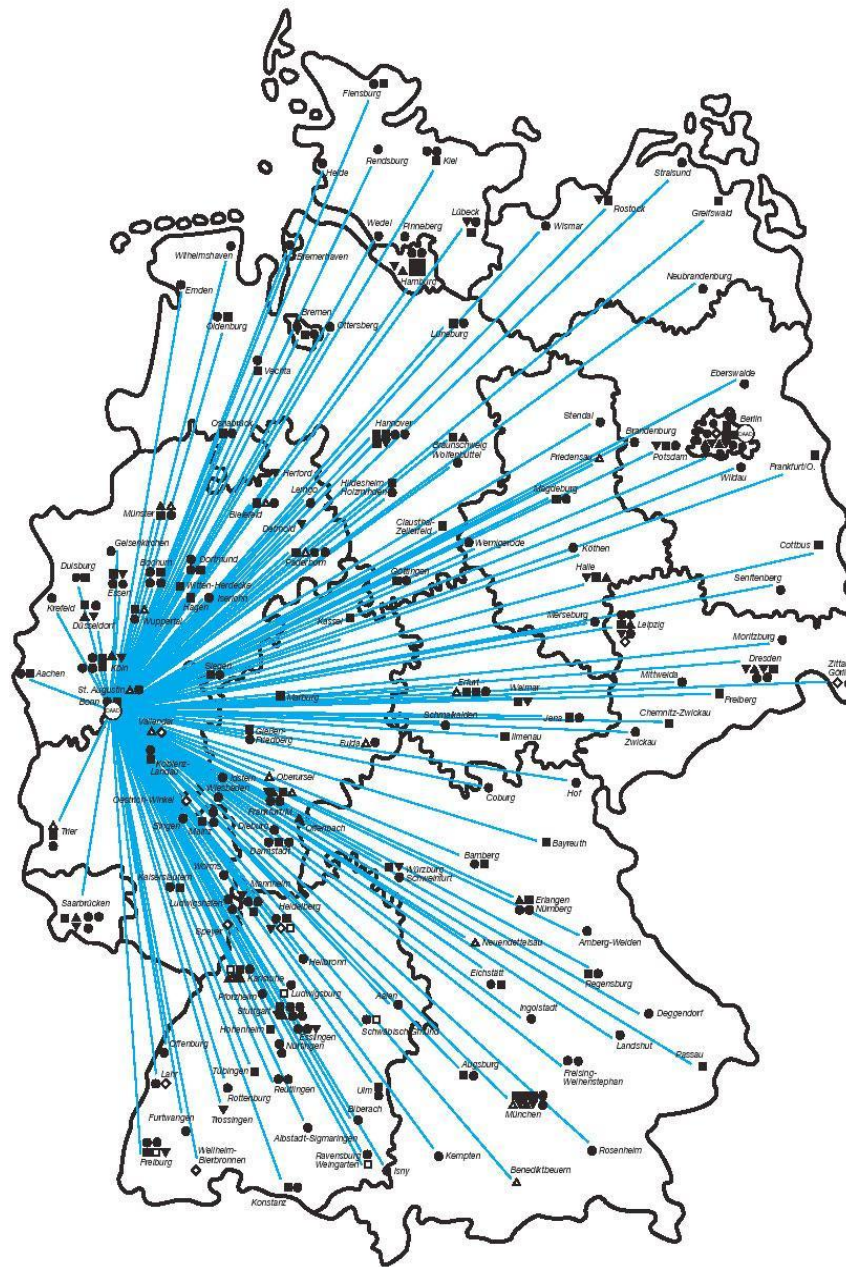 Flensburg
Heide
Rendsburg
Kiel
Stralsund
Rostock
Greifswald
Lübeck
Wedel
Pinneberg
Wismar
Wilhelmshaven
Bremerhaven
Hamburg
Neubrandenburg
Emden
Oldenburg
Bremen
Ottersberg
Lüneburg
Vechta
Eberswalde
Osnabrück
Hannover
Stendal
Brandenburg
Berlin
DAAD
Braunschweig
Wolfenbüttel
Friedensau
Potsdam
Frankfurt/O.
Wildau
Herford
Lemgo
Hildesheim
Holzminden
Magdeburg
Münster
Bielefeld
Detmold
Clausthal-
Zellerfeld
Gelsenkirchen
Wernigerode
Köthen
Cottbus
Duisburg
Bochum
Dortmund
Paderborn
Göttingen
Halle
Essen
Witten-Herdecke
Senftenberg
Krefeld
Hagen
Iserlohn
Düsseldorf
Wuppertal
Kassel
Merseburg
Leipzig
Moritzburg
Köln
Dresden
Zittau
Görlitz
Aachen
Siegen
Mittweida
St. Augustin
Marburg
Erfurt
Weimar
Freiberg
Bonn
DAAD
Vallendar
Schmalkalden
Jena
Chemnitz-Zwickau
Gießen-
Friedberg
Fulda
Ilmenau
Zwickau
Koblenz-
Landau
Idstein
Oberursel
Hof
Coburg
Wiesbaden
Oestrich-Winkel
Frankfurt/M.
Bingen
Mainz
Dieburg
Offenbach
Trier
Darmstadt
Bayreuth
Bamberg
Worms
Würzburg
Schweinfurt
Kaiserslautern
Mannheim
Ludwigshafen
Erlangen
Nürnberg
Saarbrücken
Heidelberg
Speyer
Neuendettelsau
Amberg-Weiden
Heilbronn
Karlsruhe
Eichstätt
Regensburg
Pforzheim
Ludwigsburg
Aalen
Stuttgart
Ingolstadt
Deggendorf
Hohenheim
Esslingen
Schwäbisch Gmünd
Nürtingen
Landshut
Offenburg
Passau
Lahr
Tübingen
Reutlingen
Augsburg
Freising-
Weihenstephan
Rottenburg
Ulm
Trossingen
München
Furtwangen
Biberach
Albstadt-Sigmaringen
Freiburg
Weilheim-
Bierbronnen
Ravensburg
Weingarten
Isny
Kempten
Rosenheim
Benediktbeuern
Konstanz